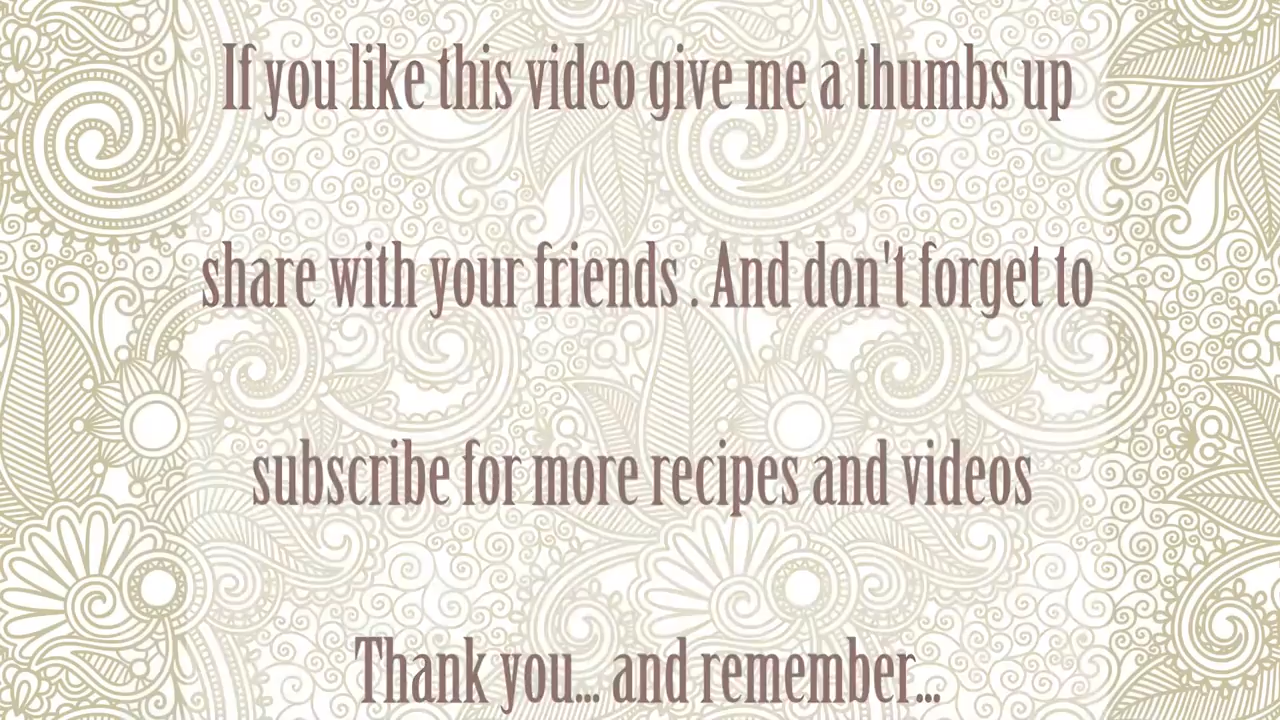 If you like this video give me a thumbs up
share with your friends . And don't forget to
subscribe for more recipes and videos
Thank you... and remember...